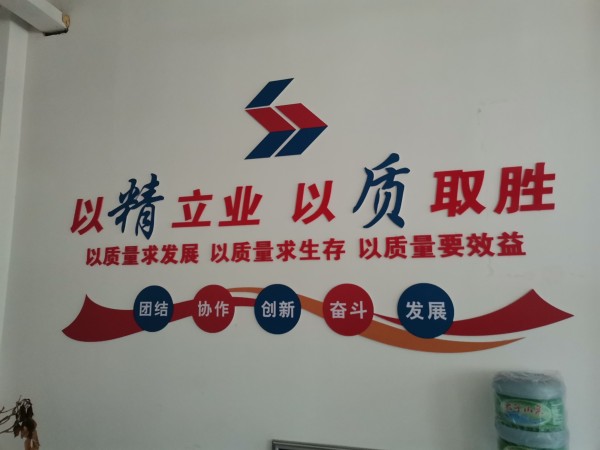 以精立业 以质取胜
以质量求发展 以质量求生存 以质量要效益
团结 协作 创新 奋斗 发展